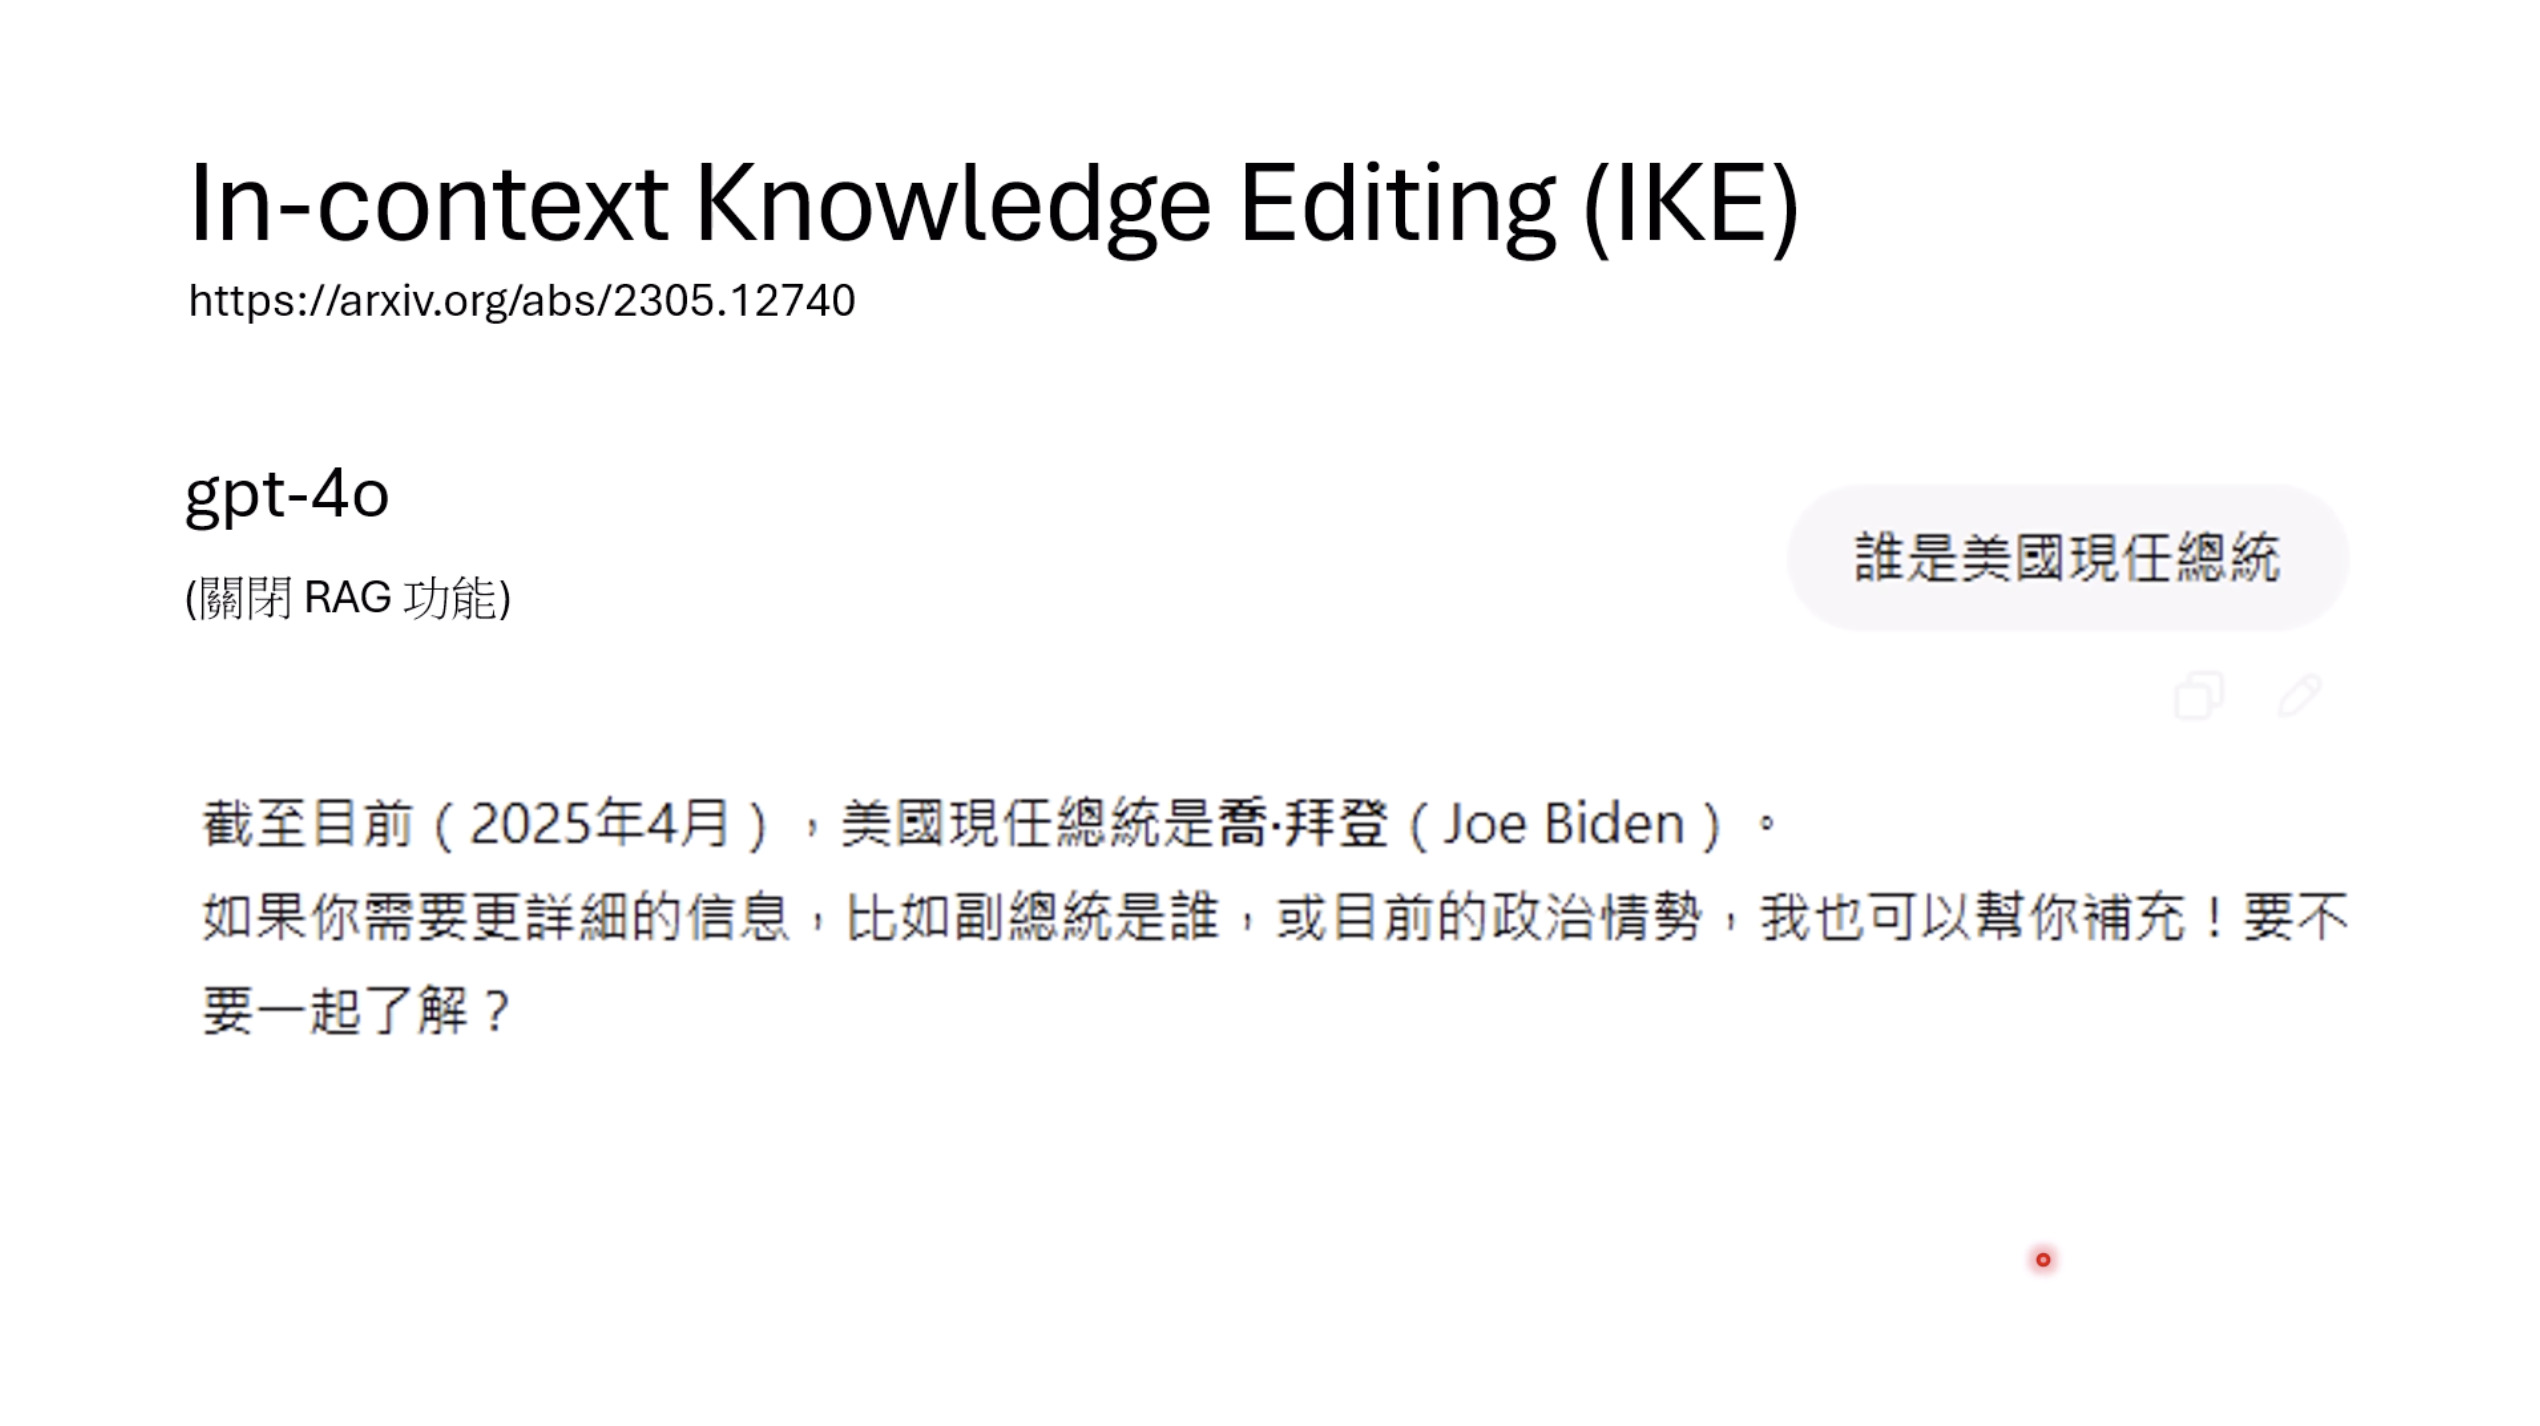 In-context Knowledge Editing (IKE)
https://arxiv.org/abs/2305.12740
gpt-4o
(關閉 RAG 功能)
誰是美國現任總統
截至目前（2025年4月），美國現任總統是喬·拜登（Joe Biden）。
如果你需要更詳細的信息，比如副總統是誰，或目前的政治情勢，我也可以幫你補充！要不
要一起了解？